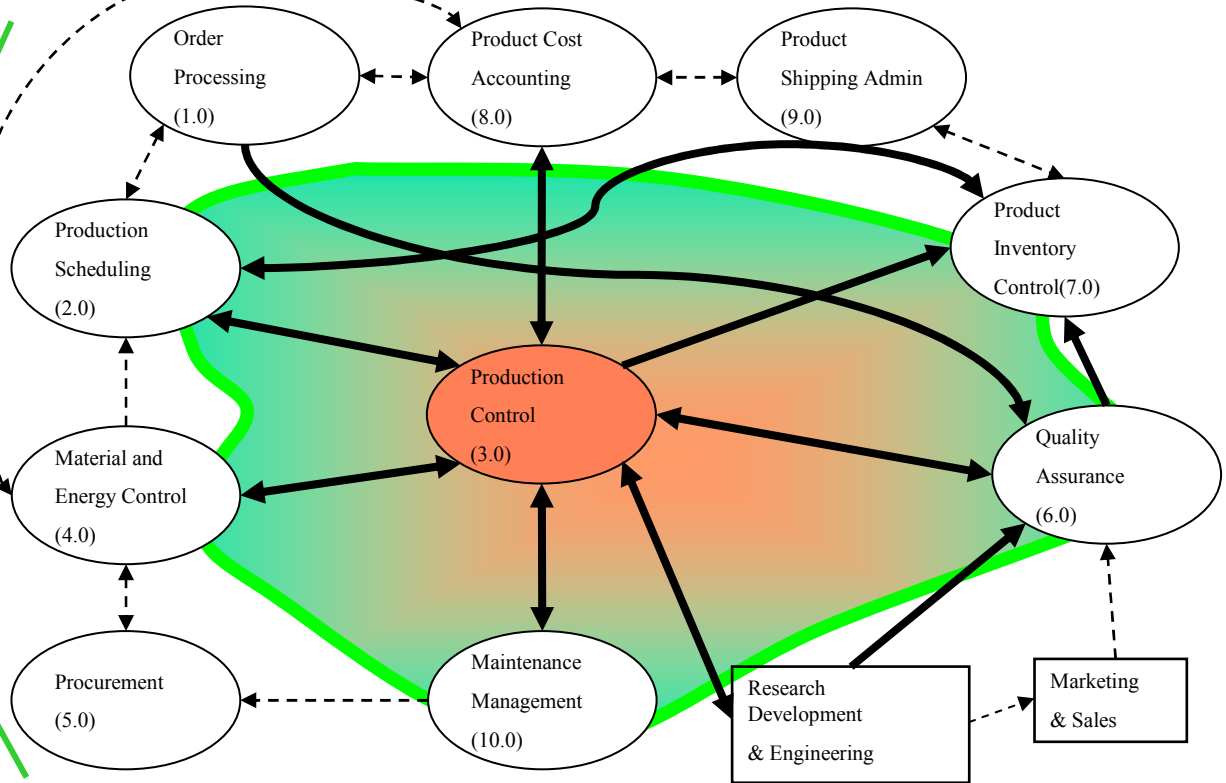 Order
Processing
(1.0)
Product Cost
Accounting
(8.0)
Product
Shipping Admin
(9.0)
Production
Scheduling
(2.0)
Product
Inventory
Control(7.0)
Production
Control
(3.0)
Material and
Energy Control
(4.0)
Quality
Assurance
(6.0)
Procurement
(5.0)
Maintenance
Management
(10.0)
Research
Development
& Engineering
Marketing
& Sales